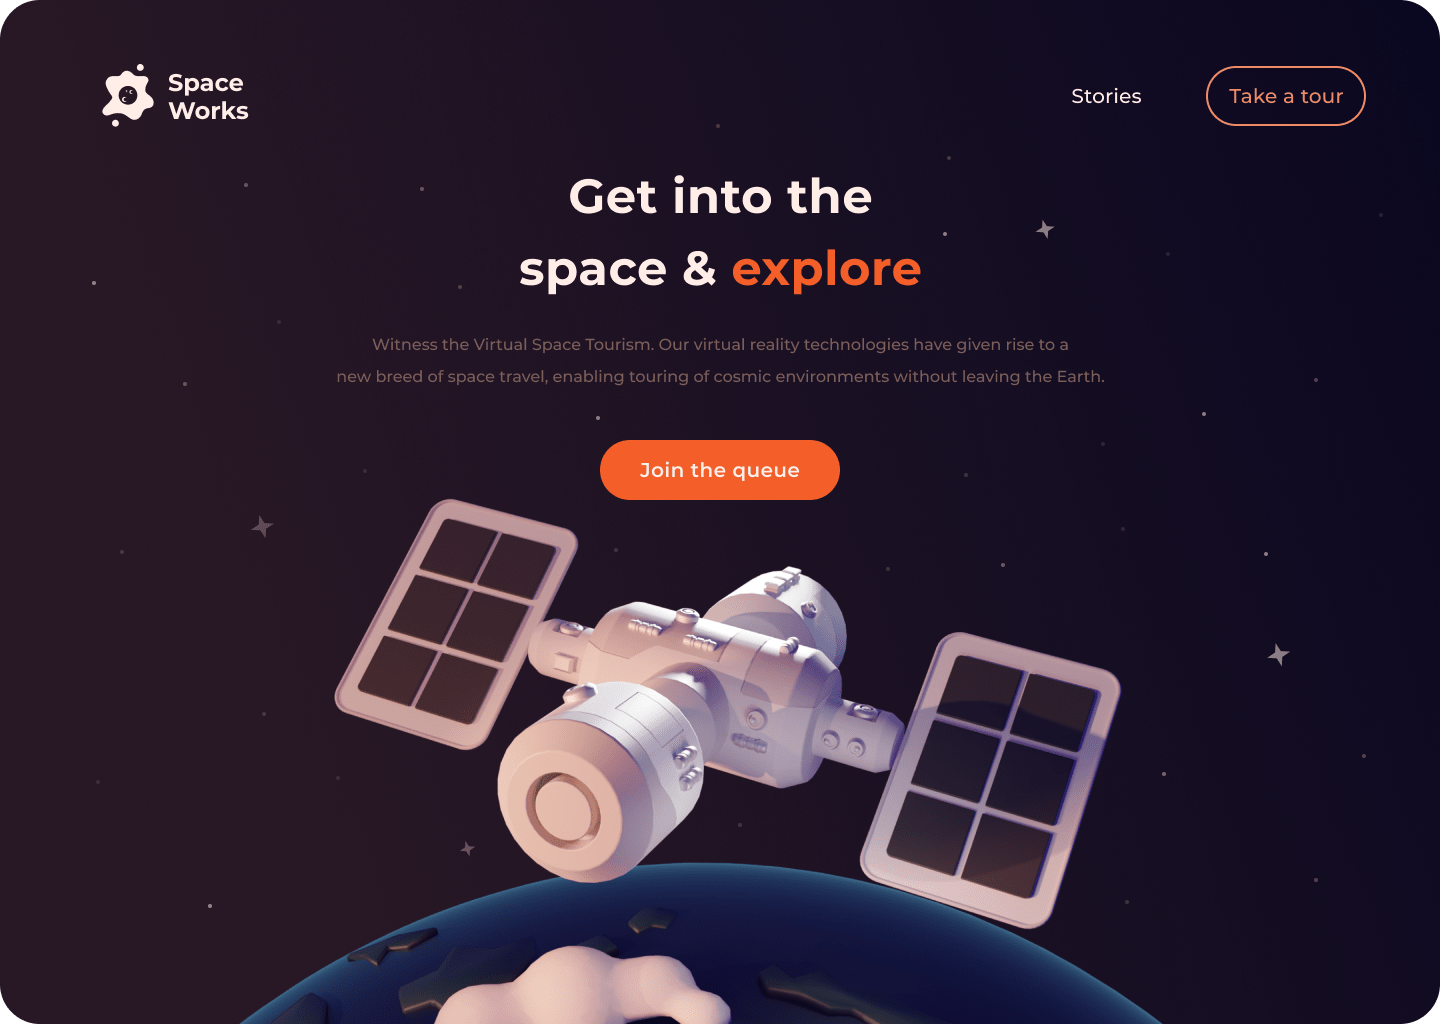 Space
Works
Stories
Take a tour
Get into the
space & explore
Witness the Virtual Space Tourism. Our virtual reality technologies have given rise to a
new breed of space travel, enabling touring of cosmic environments without leaving the Earth.
Join the queue